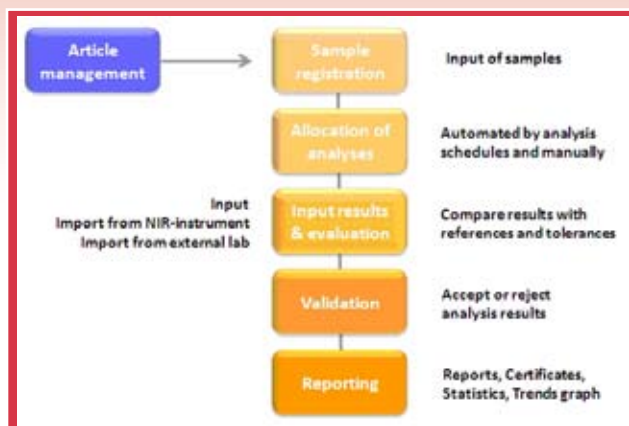 Article
management
Sample
registration
Input of samples
Allocation of
analyses
Automated by analysis
schedules and manually
Input
Import from NIR-instrument
Import from external lab
Input results
& evaluation
Compare results with
references and tolerances
Validation
Accept or reject
analysis results
Reporting
Reports, Certificates,
Statistics, Trends graph